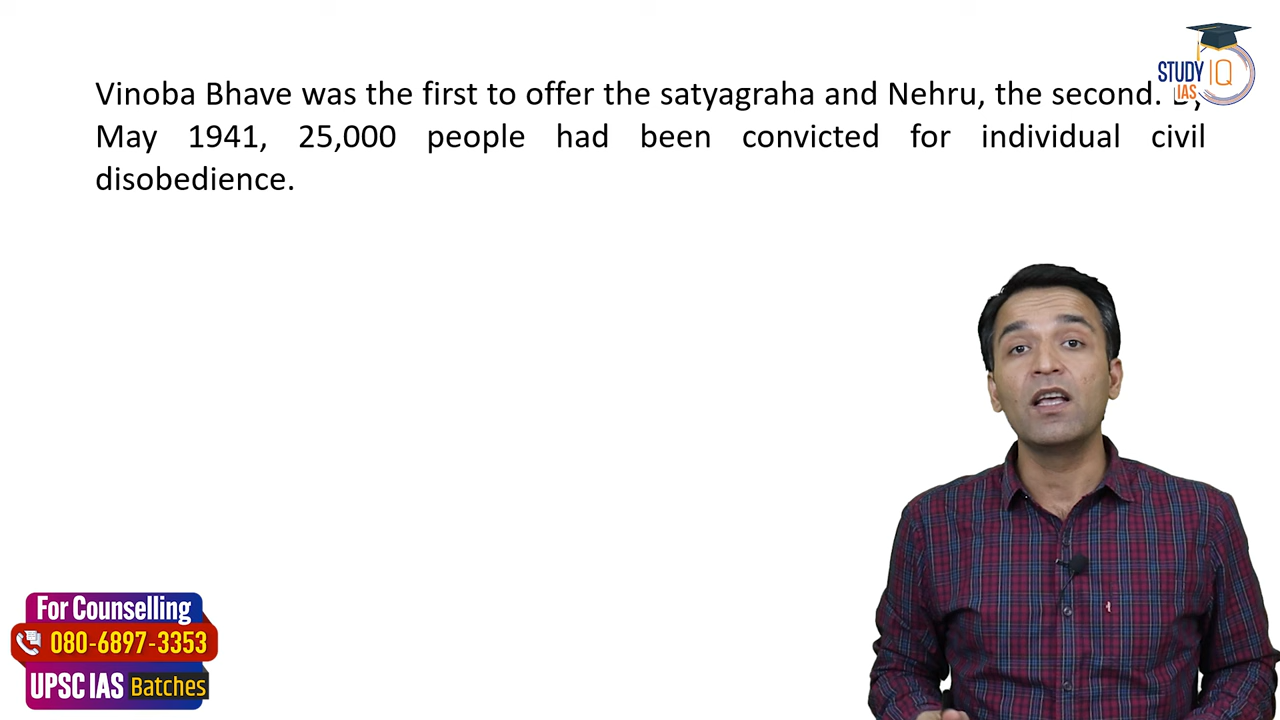 Vinoba Bhave was the first to offer the satyagraha and Nehru, the second.
May 1941, 25,000 people had been convicted for individual civil
disobedience.
STUDY IQ
IAS
For Counselling
080-6897-3353
UPSC IAS Batches